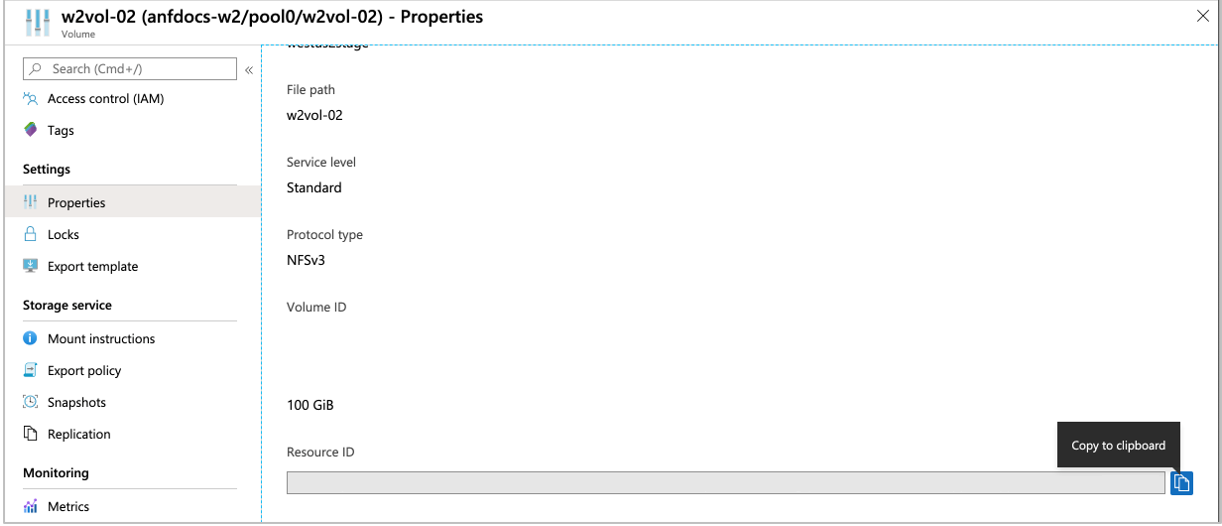 w2vol-02 (anfdocs-w2/pool0/w2vol-02) - Properties
Volume
Search (Cmd+/)
«
Access control (IAM)
Tags
Settings
Properties
Locks
Export template
Storage service
Mount instructions
Export policy
Snapshots
Replication
Monitoring
Metrics
westus2stage
File path
w2vol-02
Service level
Standard
Protocol type
NFSv3
Volume ID
100 GiB
Resource ID
Copy to clipboard